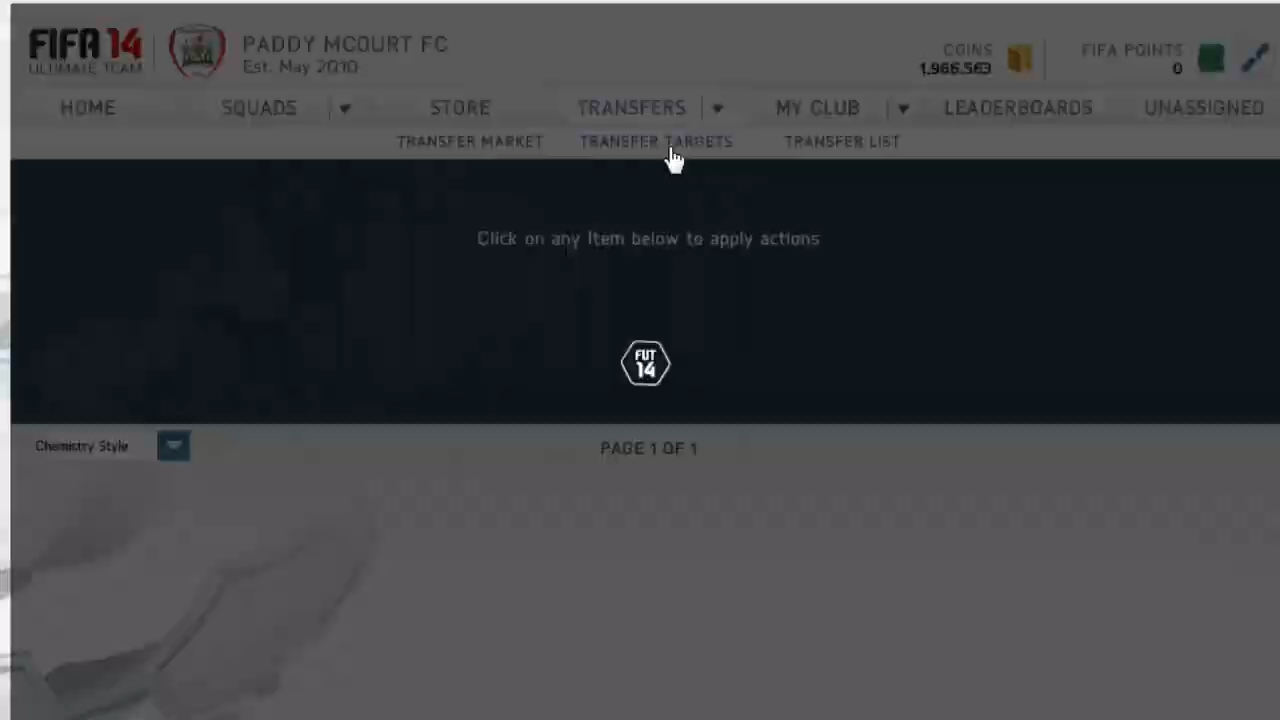 FIFA 14
ULTIMATE TEAM
PADDY MCOURT FC
Est. May 2010
COINS
1,966,563
FIFA POINTS
0
HOME
SQUADS
STORE
TRANSFERS
MY CLUB
LEADERBOARDS
UNASSIGNED
TRANSFER MARKET
TRANSFER TARGETS
TRANSFER LIST
Click on any item below to apply actions
FUT
14
Chemistry Style
PAGE 1 OF 1